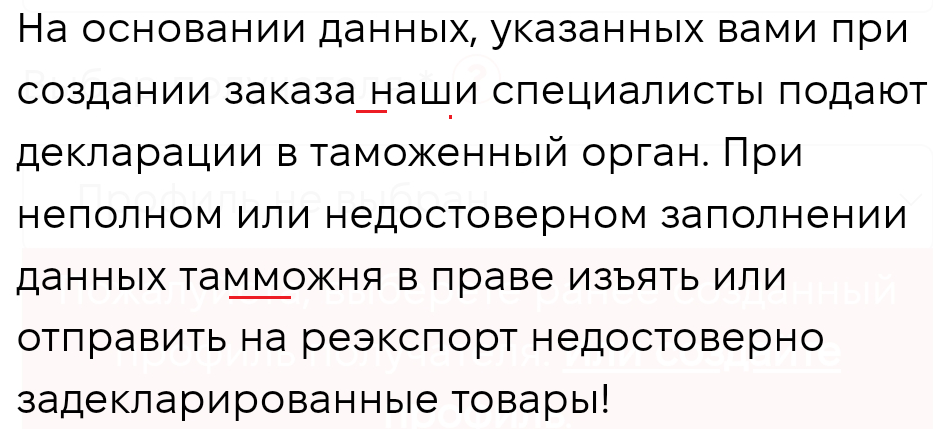 На основании данных, указанных вами при
создании заказа наши специалисты подают
декларации в таможенный орган. При
неполном или недостоверном заполнении
данных таmможня в праве изъять или
отправить на реэкспорт недостоверно
задекларированные товары!